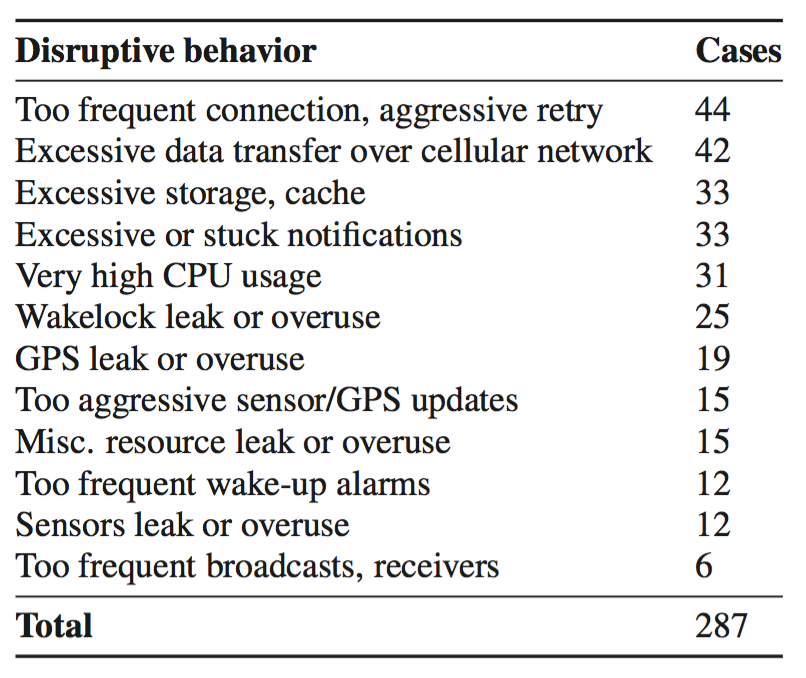 Disruptive behavior Cases
Too frequent connection, aggressive retry 44
Excessive data transfer over cellular network 42
Excessive storage, cache 33
Excessive or stuck notifications 33
Very high CPU usage 31
Wakelock leak or overuse 25
GPS leak or overuse 19
Too aggressive sensor/GPS updates 15
Misc. resource leak or overuse 15
Too frequent wake-up alarms 12
Sensors leak or overuse 12
Too frequent broadcasts, receivers 6
Total 287